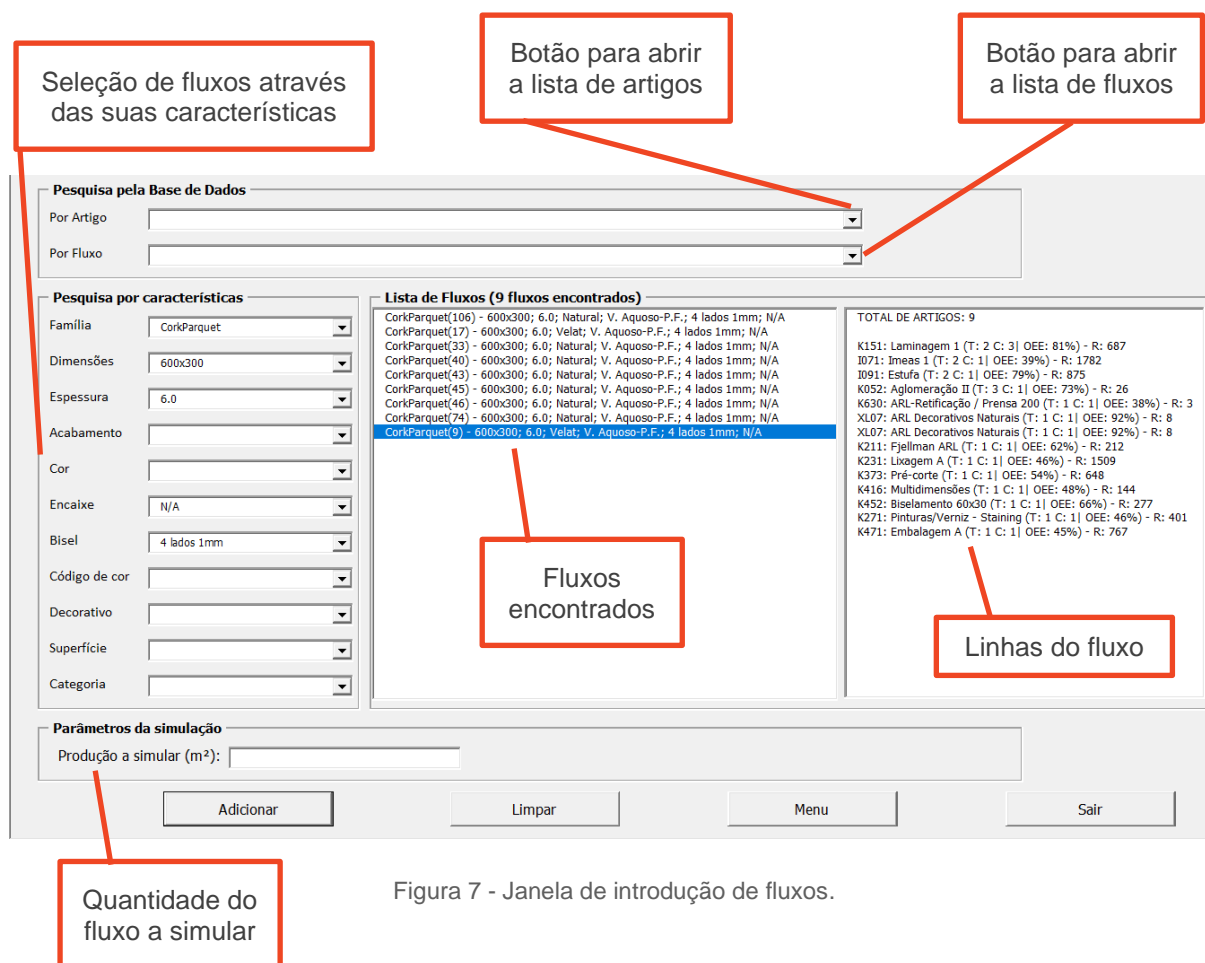 Seleção de fluxos através
das suas característícas
Botão para abrir
a lista de artigos
Botão para abrir
a lista de fluxos
Pesquisa pela Base de Dados
Por Artigo
Por Fluxo
Pesquisa por características
Família
CorkParquet
Dimensões
600x300
Espessura
6.0
Acabamento
Cor
Encaixe
N/A
Bisel
4 lados 1mm
Código de cor
Decorativo
Superfície
Categoria
Lista de Fluxos (9 fluxos encontrados)
CorkParquet(106) - 600x300; 6.0; Natural; V. Aquoso-P.F.; 4 lados 1mm; N/A
CorkParquet(17) - 600x300; 6.0; Velat; V. Aquoso-P.F.; 4 lados 1mm; N/A
CorkParquet(33) - 600x300; 6.0; Natural; V. Aquoso-P.F.; 4 lados 1mm; N/A
CorkParquet(40) - 600x300; 6.0; Natural; V. Aquoso-P.F.; 4 lados 1mm; N/A
CorkParquet(43) - 600x300; 6.0; Natural; V. Aquoso-P.F.; 4 lados 1mm; N/A
CorkParquet(45) - 600x300; 6.0; Natural; V. Aquoso-P.F.; 4 lados 1mm; N/A
CorkParquet(46) - 600x300; 6.0; Natural; V. Aquoso-P.F.; 4 lados 1mm; N/A
CorkParquet(74) - 600x300; 6.0; Natural; V. Aquoso-P.F.; 4 lados 1mm; N/A
CorkParquet(9) - 600x300; 6.0; Velat; V. Aquoso-P.F.; 4 lados 1mm; N/A
Fluxos
encontrados
TOTAL DE ARTIGOS: 9
K151: Laminagem 1 (T: 2 C: 3| OEE: 81%) - R: 687
I071: Imeas 1 (T: 2 C: 1| OEE: 39%) - R: 1782
I091: Estufa (T: 2 C: 1| OEE: 79%) - R: 875
K052: Aglomeração II (T: 3 C: 1| OEE: 73%) - R: 26
K630: ARL-Retificação / Prensa 200 (T: 1 C: 1| OEE: 38%) - R: 3
XL07: ARL Decorativos Naturais (T: 1 C: 1| OEE: 92%) - R: 8
XL07: ARL Decorativos Naturais (T: 1 C: 1| OEE: 92%) - R: 8
K211: Fjellman ARL (T: 1 C: 1| OEE: 62%) - R: 212
K231: Lixagem A (T: 1 C: 1| OEE: 46%) - R: 1509
K373: Pré-corte (T: 1 C: 1| OEE: 54%) - R: 648
K416: Multidimensões (T: 1 C: 1| OEE: 48%) - R: 144
K452: Biselamento 60x30 (T: 1 C: 1| OEE: 66%) - R: 277
K271: Pinturas/Verniz - Staining (T: 1 C: 1| OEE: 46%) - R: 401
K471: Embalagem A (T: 1 C: 1| OEE: 45%) - R: 767
Linhas do fluxo
Parâmetros da simulação
Produção a simular (m²):
Adicionar
Limpar
Menu
Sair
Quantidade do
fluxo a simular
Figura 7 - Janela de introdução de fluxos.